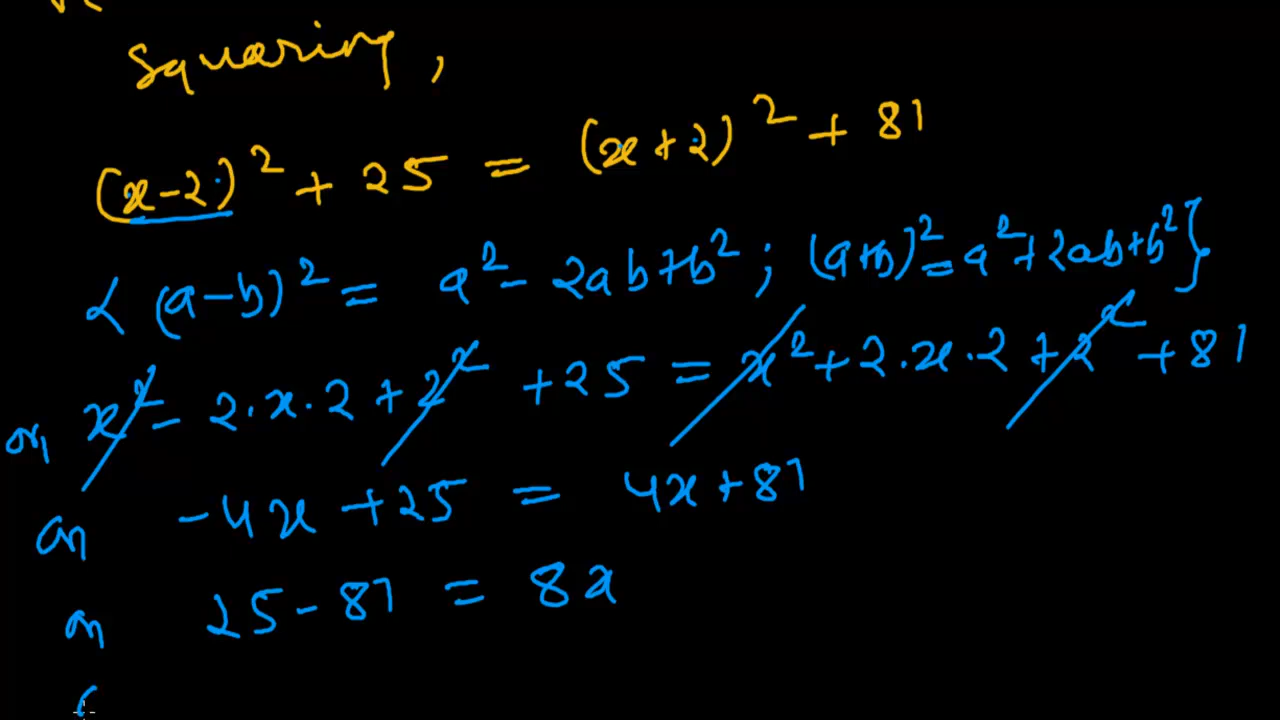 Squaring,
(x-2)² + 25 = (x+2)² + 81
{ (a-b)² = a² - 2ab+b² ; (a+b)² = a²+2ab+b² }
or, x² - 2.x.2 + 2² + 25 = x² + 2.x.2 + 2² + 81
or -4x + 25 = 4x + 81
or 25 - 81 = 8x